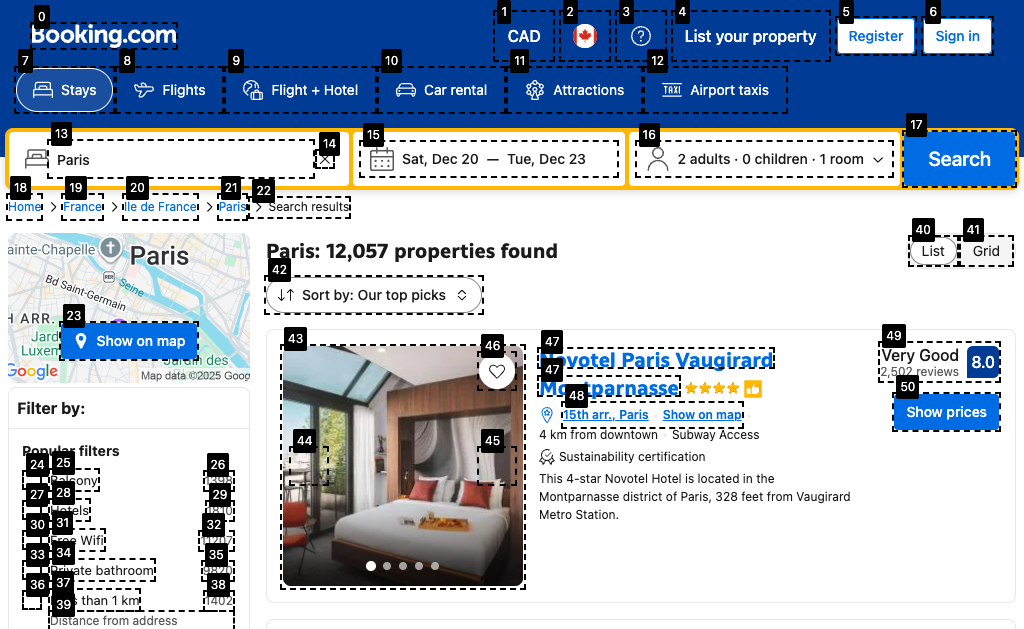 0
Booking.com
1
CAD
2
3
4
List your property
5
Register
6
Sign in
7
Stays
8
Flights
9
Flight + Hotel
10
Car rental
11
Attractions
12
TAXI
Airport taxis
13
Paris
14
15
Sat, Dec 20 — Tue, Dec 23
16
2 adults · 0 children · 1 room
17
Search
18
Home
19
France
20
Ile de France
21
Paris
22
Search results
40
List
41
Grid
Sainte-Chapelle
Paris
RER
Seine
Bd Saint-Germain
23
Show on map
Google
Map data ©2025
Paris: 12,057 properties found
42
Sort by: Our top picks
Filter by:
Popular filters
24
25
Balcony
26
27
28
Hotels
29
30
31
Free Wifi
32
33
34
Private bathroom
35
36
37
Less than 1 km
38
1402
39
Distance from address
43
44
45
46
47
Novotel Paris Vaugirard
47
Montparnasse
48
15th arr., Paris · Show on map
4 km from downtown · Subway Access
Sustainability certification
This 4-star Novotel Hotel is located in the
Montparnasse district of Paris, 328 feet from Vaugirard
Metro Station.
49
Very Good
2,502 reviews
8.0
50
Show prices